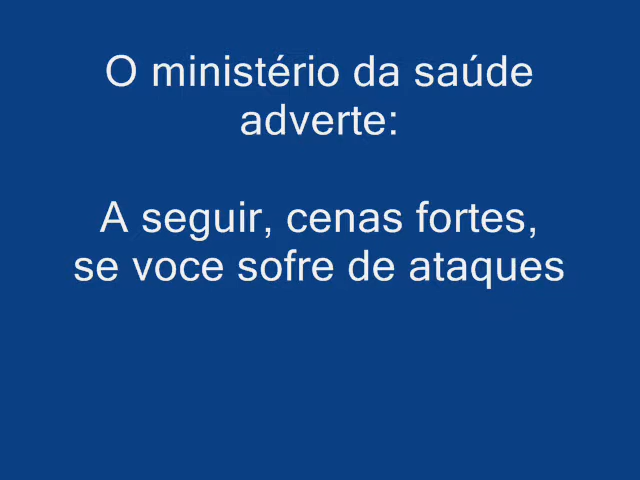 O ministério da saúde
adverte:
A seguir, cenas fortes,
se voce sofre de ataques